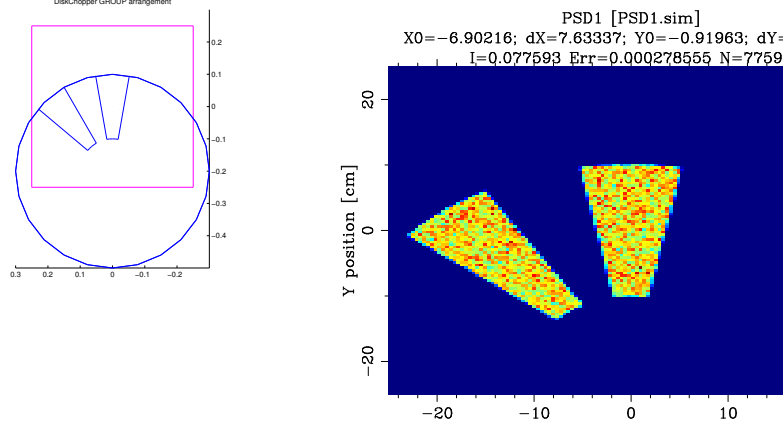 DiskChopper GROUP arrangement
0.2
0.1
0
−0.1
−0.2
−0.3
−0.4
0.3 0.2 0.1 0 −0.1 −0.2
PSD1 [PSD1.sim]
X0=−6.90216; dX=7.63337; Y0=−0.91963; dY=
I=0.077593 Err=0.000278555 N=7759
Y position [cm]
20
0
−20
−20 −10 0 10